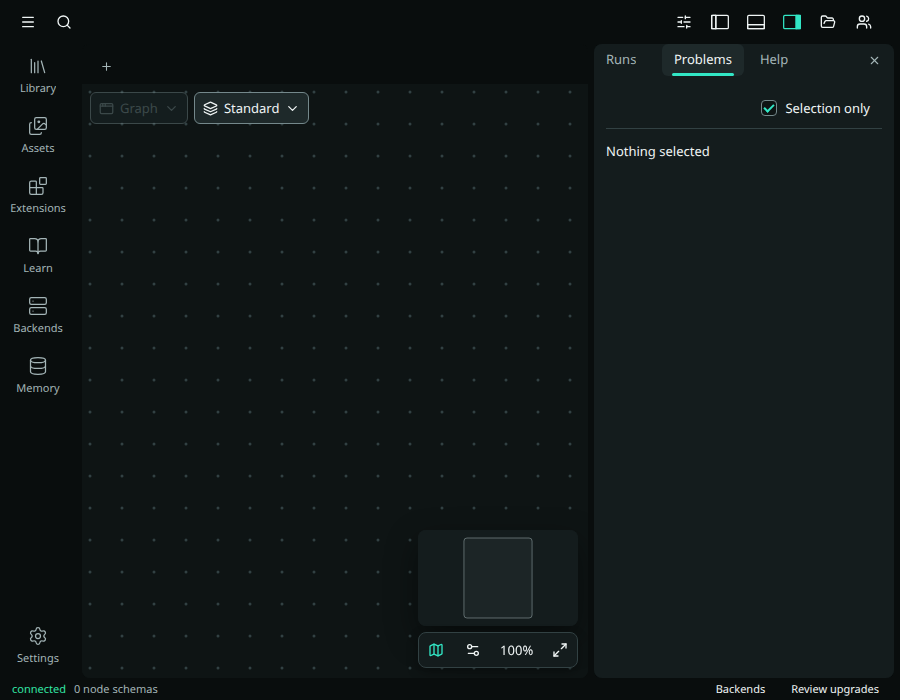 Library
Assets
Extensions
Learn
Backends
Memory
Settings
Graph
Standard
100%
Runs
Problems
Help
Selection only
Nothing selected
connected
0 node schemas
Backends
Review upgrades